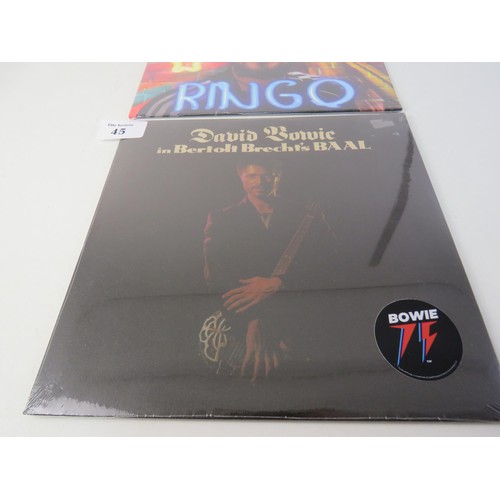 RINGO
45
David Bowie
in Bertolt Brecht's BAAL
BOWIE
75